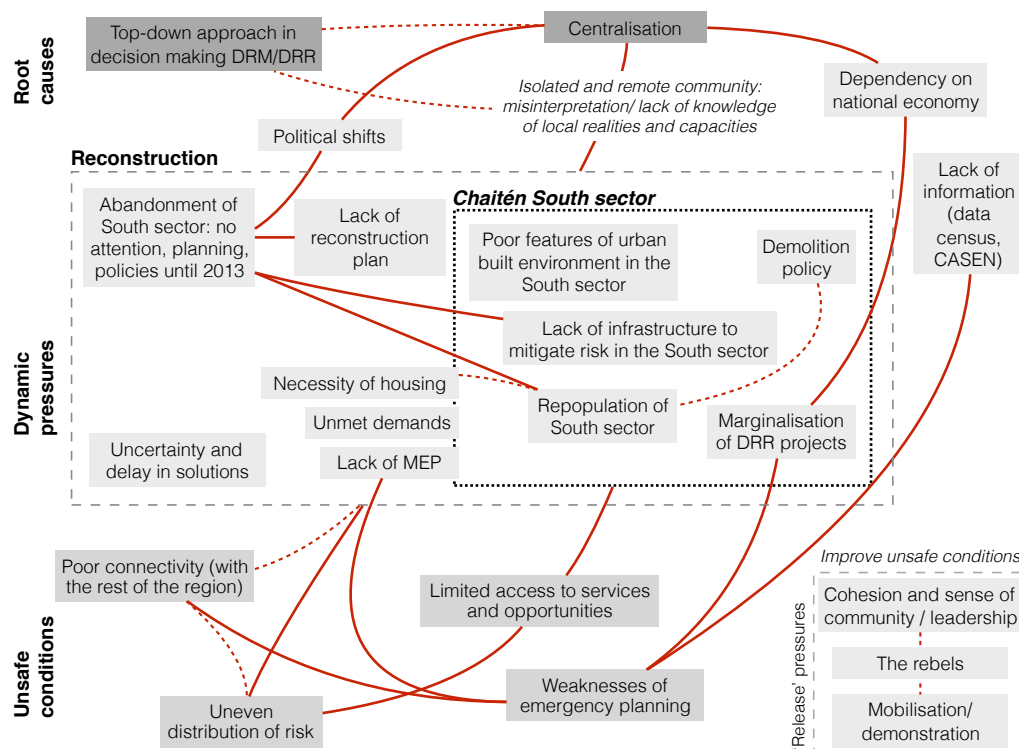 Root
causes
Top-down approach in
decision making DRM/DRR
Centralisation
Isolated and remote community:
misinterpretation/ lack of knowledge
of local realities and capacities
Dependency on
national economy
Political shifts
Reconstruction
Dynamic
pressures
Abandonment of
South sector: no
attention, planning,
policies until 2013
Lack of
reconstruction
plan
Chaitén South sector
Poor features of urban
built environment in the
South sector
Demolition
policy
Lack of
information
(data
census,
CASEN)
Lack of infrastructure to
mitigate risk in the South sector
Necessity of housing
Unmet demands
Lack of MEP
Repopulation of
South sector
Marginalisation
of DRR projects
Uncertainty and
delay in solutions
Unsafe
conditions
Poor connectivity (with
the rest of the region)
Limited access to services
and opportunities
Uneven
distribution of risk
Weaknesses of
emergency planning
Improve unsafe conditions
'Release' pressures
Cohesion and sense of
community / leadership
The rebels
Mobilisation/
demonstration